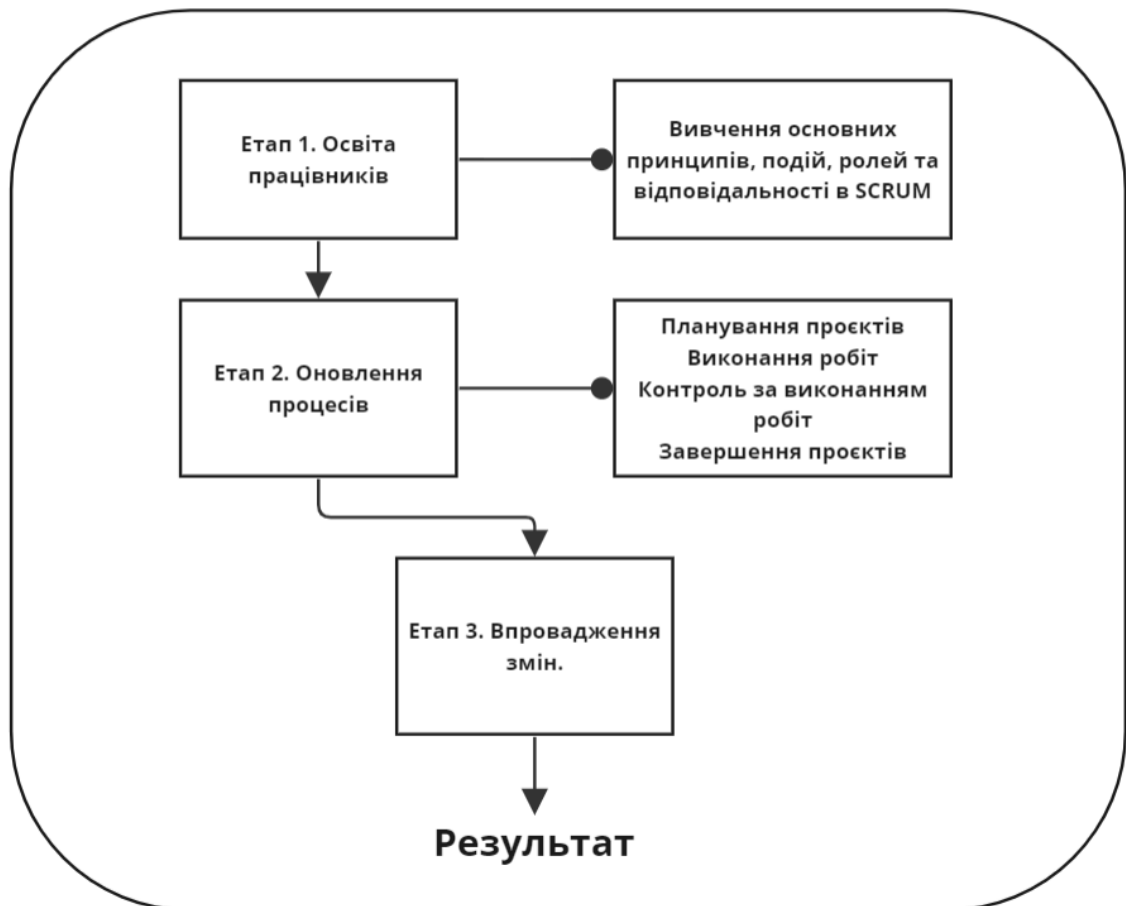 Етап 1. Освіта
працівників
Вивчення основних
принципів, подій, ролей та
відповідальності в SCRUM
Етап 2. Оновлення
процесів
Планування проєктів
Виконання робіт
Контроль за виконанням
робіт
Завершення проєктів
Етап 3. Впровадження
змін.
Результат